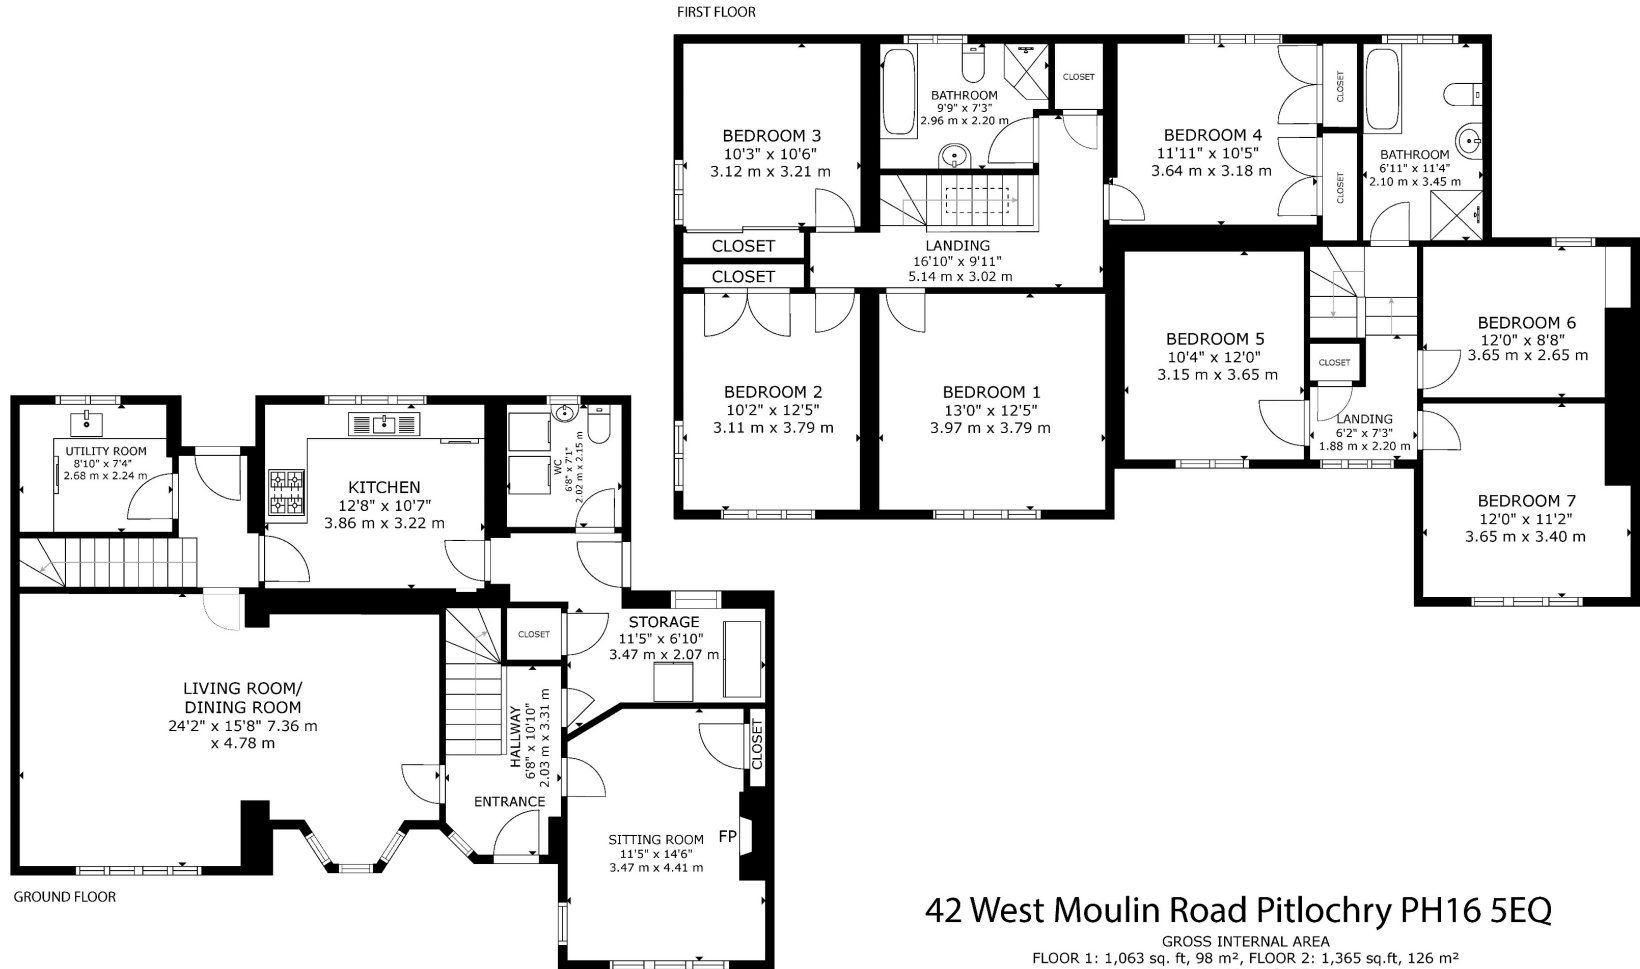 FIRST FLOOR
BEDROOM 3
10'3" x 10'6"
3.12 m x 3.21 m
BATHROOM
9'9" x 7'3"
2.96 m x 2.20 m
CLOSET
BEDROOM 4
11'11" x 10'5"
3.64 m x 3.18 m
CLOSET
CLOSET
BATHROOM
6'11" x 11'4"
2.10 m x 3.45 m
CLOSET
CLOSET
LANDING
16'10" x 9'11"
5.14 m x 3.02 m
BEDROOM 2
10'2" x 12'5"
3.11 m x 3.79 m
BEDROOM 1
13'0" x 12'5"
3.97 m x 3.79 m
BEDROOM 5
10'4" x 12'0"
3.15 m x 3.65 m
CLOSET
LANDING
6'2" x 7'3"
1.88 m x 2.20 m
BEDROOM 6
12'0" x 8'8"
3.65 m x 2.65 m
BEDROOM 7
12'0" x 11'2"
3.65 m x 3.40 m
UTILITY ROOM
8'10" x 7'4"
2.68 m x 2.24 m
KITCHEN
12'8" x 10'7"
3.86 m x 3.22 m
WC
6'8" x 7'1"
2.02 m x 2.15 m
CLOSET
STORAGE
11'5" x 6'10"
3.47 m x 2.07 m
LIVING ROOM/
DINING ROOM
24'2" x 15'8" 7.36 m
x 4.78 m
HALLWAY
6'8" x 10'10"
2.03 m x 3.31 m
ENTRANCE
CLOSET
SITTING ROOM
11'5" x 14'6"
3.47 m x 4.41 m
FP
GROUND FLOOR
42 West Moulin Road Pitlochry PH16 5EQ
GROSS INTERNAL AREA
FLOOR 1: 1,063 sq. ft, 98 m², FLOOR 2: 1,365 sq.ft, 126 m²